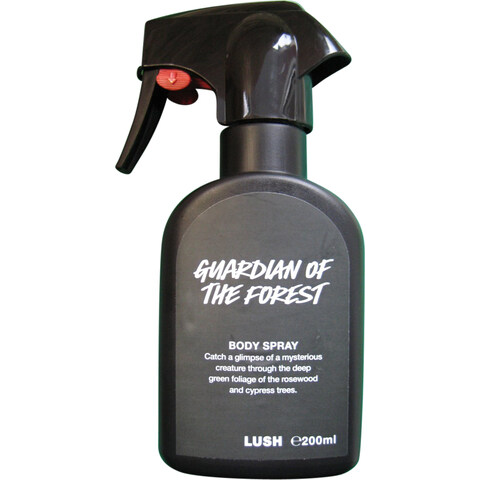 GUARDIAN OF
THE FOREST
BODY SPRAY
Catch a glimpse of a mysterious
creature through the deep
green foliage of the rosewood
and cypress trees.
LUSH ℮200ml